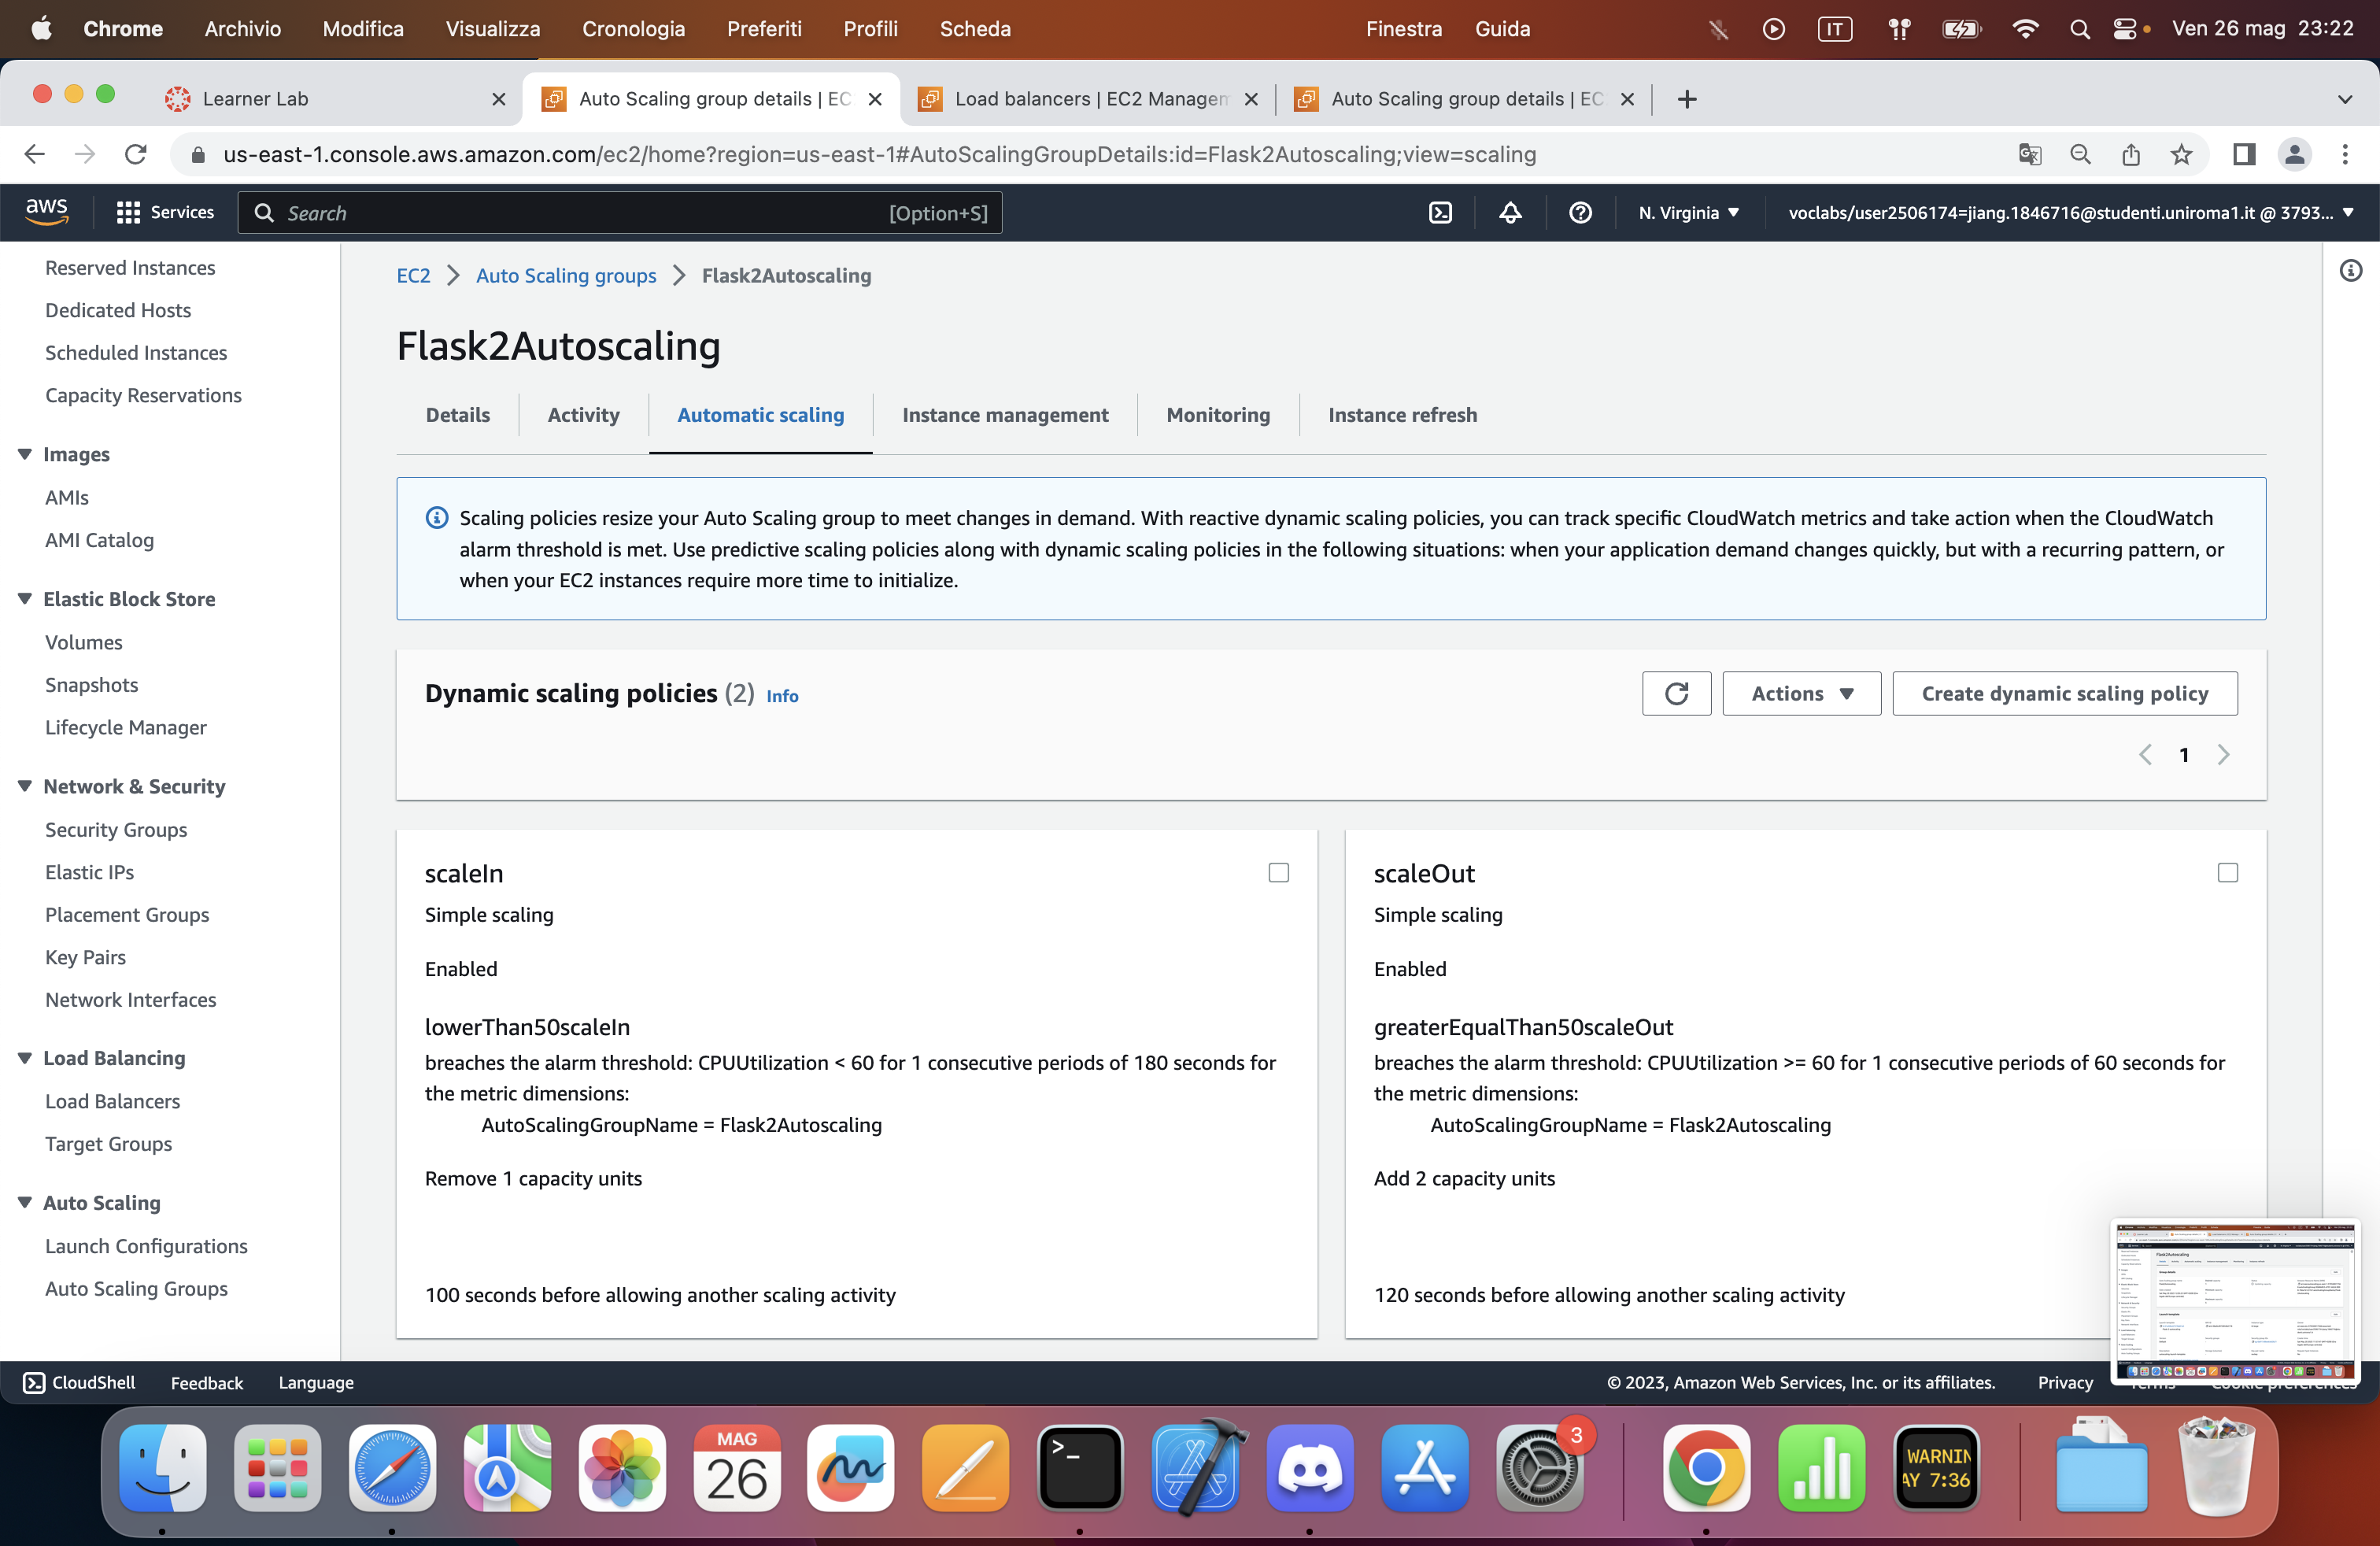 Chrome Archivio Modifica Visualizza Cronologia Preferiti Profili Scheda Finestra Guida IT Ven 26 mag 23:22
Learner Lab Auto Scaling group details | EC Load balancers | EC2 Managem Auto Scaling group details | EC
us-east-1.console.aws.amazon.com/ec2/home?region=us-east-1#AutoScalingGroupDetails:id=Flask2Autoscaling;view=scaling
aws Services Search [Option+S] N. Virginia voclabs/user2506174=jiang.1846716@studenti.uniroma1.it @ 3793...
Reserved Instances
Dedicated Hosts
Scheduled Instances
Capacity Reservations
Images
AMIs
AMI Catalog
Elastic Block Store
Volumes
Snapshots
Lifecycle Manager
Network & Security
Security Groups
Elastic IPs
Placement Groups
Key Pairs
Network Interfaces
Load Balancing
Load Balancers
Target Groups
Auto Scaling
Launch Configurations
Auto Scaling Groups
EC2 Auto Scaling groups Flask2Autoscaling
Flask2Autoscaling
Details Activity Automatic scaling Instance management Monitoring Instance refresh
Scaling policies resize your Auto Scaling group to meet changes in demand. With reactive dynamic scaling policies, you can track specific CloudWatch metrics and take action when the CloudWatch
alarm threshold is met. Use predictive scaling policies along with dynamic scaling policies in the following situations: when your application demand changes quickly, but with a recurring pattern, or
when your EC2 instances require more time to initialize.
Dynamic scaling policies (2) Info Actions Create dynamic scaling policy
1
scaleIn
Simple scaling
Enabled
lowerThan50scaleIn
breaches the alarm threshold: CPUUtilization < 60 for 1 consecutive periods of 180 seconds for
the metric dimensions:
AutoScalingGroupName = Flask2Autoscaling
Remove 1 capacity units
100 seconds before allowing another scaling activity
scaleOut
Simple scaling
Enabled
greaterEqualThan50scaleOut
breaches the alarm threshold: CPUUtilization >= 60 for 1 consecutive periods of 60 seconds for
the metric dimensions:
AutoScalingGroupName = Flask2Autoscaling
Add 2 capacity units
120 seconds before allowing another scaling activity
CloudShell Feedback Language © 2023, Amazon Web Services, Inc. or its affiliates. Privacy Terms Cookie preferences
MAG
26
3
WARNIN
AY 7:36